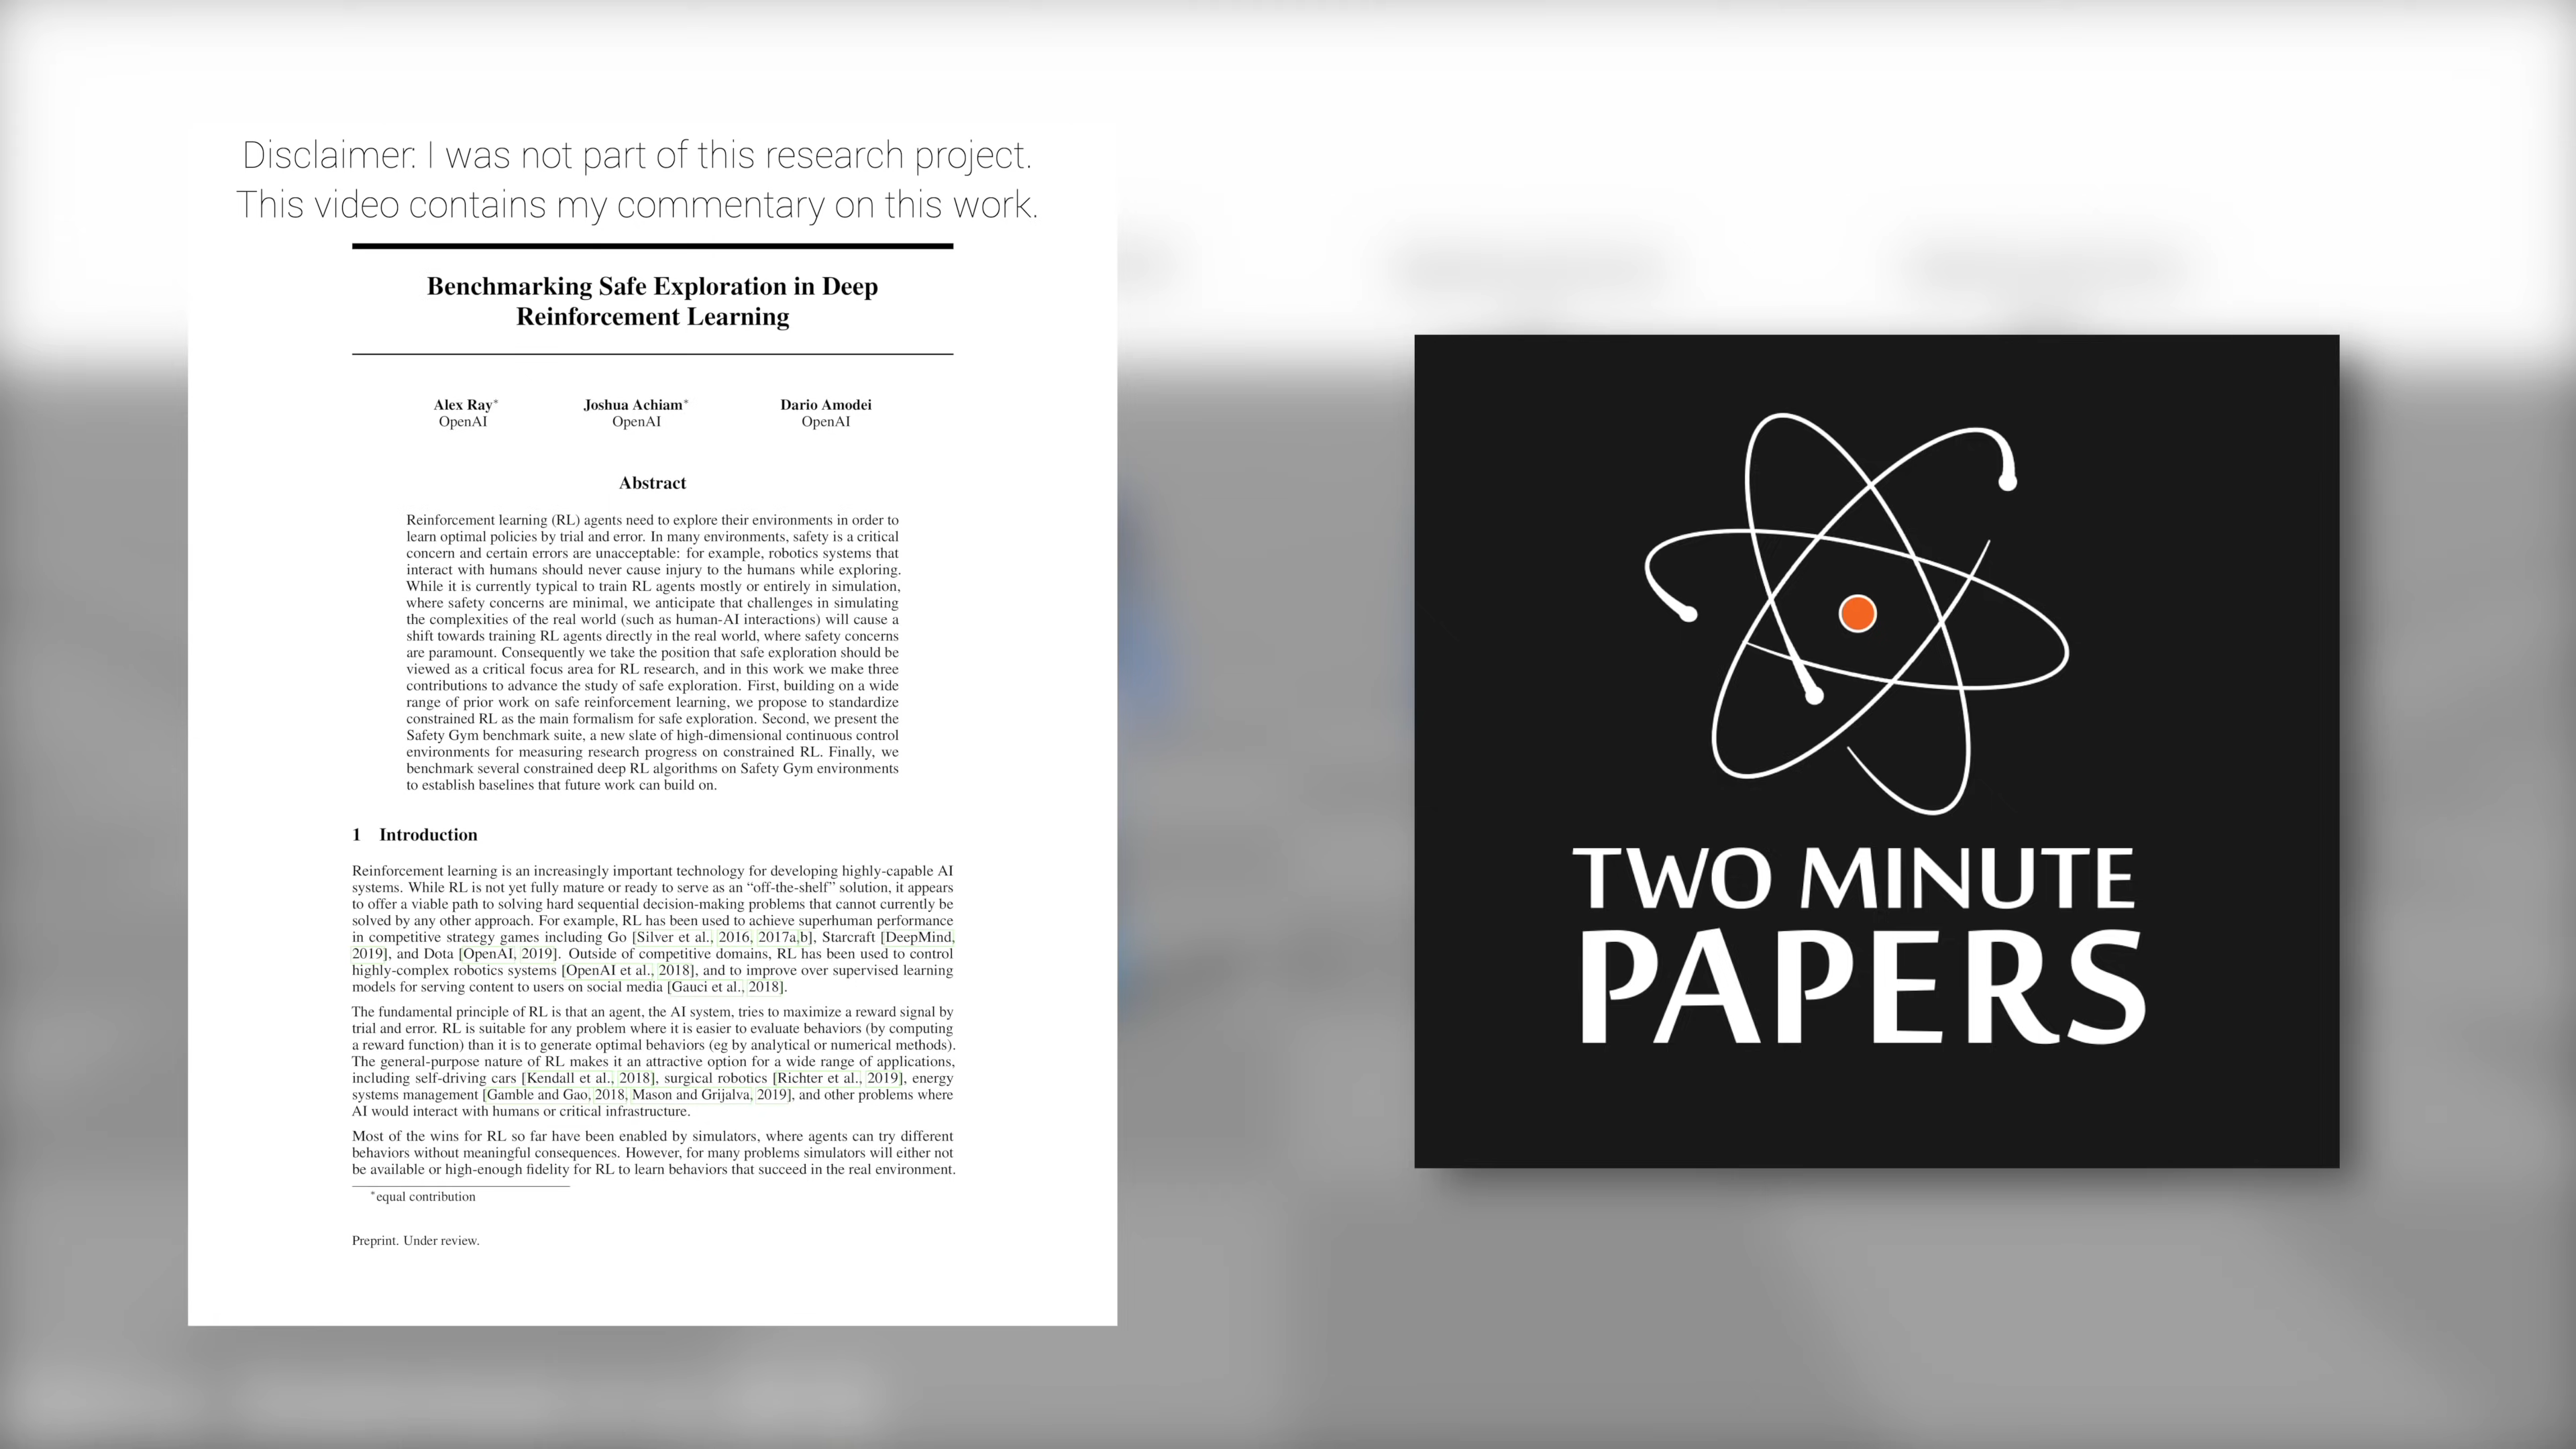 Disclaimer: I was not part of this research project.
This video contains my commentary on this work.
Benchmarking Safe Exploration in Deep
Reinforcement Learning
Alex Ray*
OpenAI
Joshua Achiam*
OpenAI
Dario Amodei
OpenAI
Abstract
Reinforcement learning (RL) agents need to explore their environments in order to
learn optimal policies by trial and error. In many environments, safety is a critical
concern and certain errors are unacceptable: for example, robotics systems that
interact with humans should never cause injury to the humans while exploring.
While it is currently typical to train RL agents mostly or entirely in simulation,
where safety concerns are minimal, we anticipate that challenges in simulating
the complexities of the real world (such as human-AI interactions) will cause a
shift towards training RL agents directly in the real world, where safety concerns
are paramount. Consequently we take the position that safe exploration should be
viewed as a critical focus area for RL research, and in this work we make three
contributions to advance the study of safe exploration. First, building on a wide
range of prior work on safe reinforcement learning, we propose to standardize
constrained RL as the main formalism for safe exploration. Second, we present the
Safety Gym benchmark suite, a new slate of high-dimensional continuous control
environments for measuring research progress on constrained RL. Finally, we
benchmark several constrained deep RL algorithms on Safety Gym environments
to establish baselines that future work can build on.
1 Introduction
Reinforcement learning is an increasingly important technology for developing highly-capable AI
systems. While RL is not yet fully mature or ready to serve as an “off-the-shelf” solution, it appears
to offer a viable path to solving hard sequential decision-making problems that cannot currently be
solved by any other approach. For example, RL has been used to achieve superhuman performance
in competitive strategy games including Go [Silver et al., 2016, 2017a,b], Starcraft [DeepMind,
2019], and Dota [OpenAI, 2019]. Outside of competitive domains, RL has been used to control
highly-complex robotics systems [OpenAI et al., 2018], and to improve over supervised learning
models for serving content to users on social media [Gauci et al., 2018].
The fundamental principle of RL is that an agent, the AI system, tries to maximize a reward signal by
trial and error. RL is suitable for any problem where it is easier to evaluate behaviors (by computing
a reward function) than it is to generate optimal behaviors (eg by analytical or numerical methods).
The general-purpose nature of RL makes it an attractive option for a wide range of applications,
including self-driving cars [Kendall et al., 2018], surgical robotics [Richter et al., 2019], energy
systems management [Gamble and Gao, 2018, Mason and Grijalva, 2019], and other problems where
AI would interact with humans or critical infrastructure.
Most of the wins for RL so far have been enabled by simulators, where agents can try different
behaviors without meaningful consequences. However, for many problems simulators will either not
be available or high-enough fidelity for RL to learn behaviors that succeed in the real environment.
*equal contribution
Preprint. Under review.
TWO MINUTE
PAPERS